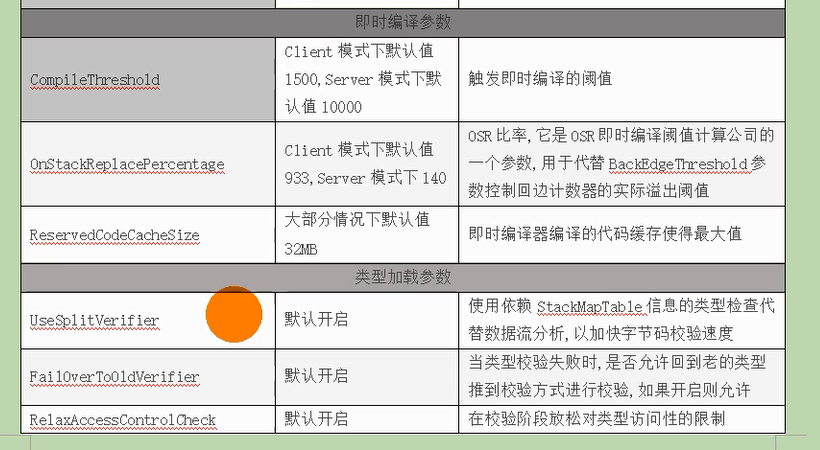 即时编译参数
CompileThreshold
Client 模式下默认值
1500,Server 模式下默
认值 10000
触发即时编译的阈值
OnStackReplacePercentage
Client 模式下默认值
933,Server 模式下 140
OSR 比率,它是 OSR 即时编译阈值计算公司的
一个参数,用于代替 BackEdgeThreshold 参
数控制回边计数器的实际溢出阈值
ReservedCodeCacheSize
大部分情况下默认值
32MB
即时编译器编译的代码缓存使得最大值
类型加载参数
UseSplitVerifier
默认开启
使用依赖 StackMapTable 信息的类型检查代
替数据流分析,以加快字节码校验速度
FailOverToOldVerifier
默认开启
当类型校验失败时,是否允许回到老的类型
推到校验方式进行校验,如果开启则允许
RelaxAccessControlCheck
默认开启
在校验阶段放松对类型访问性的限制